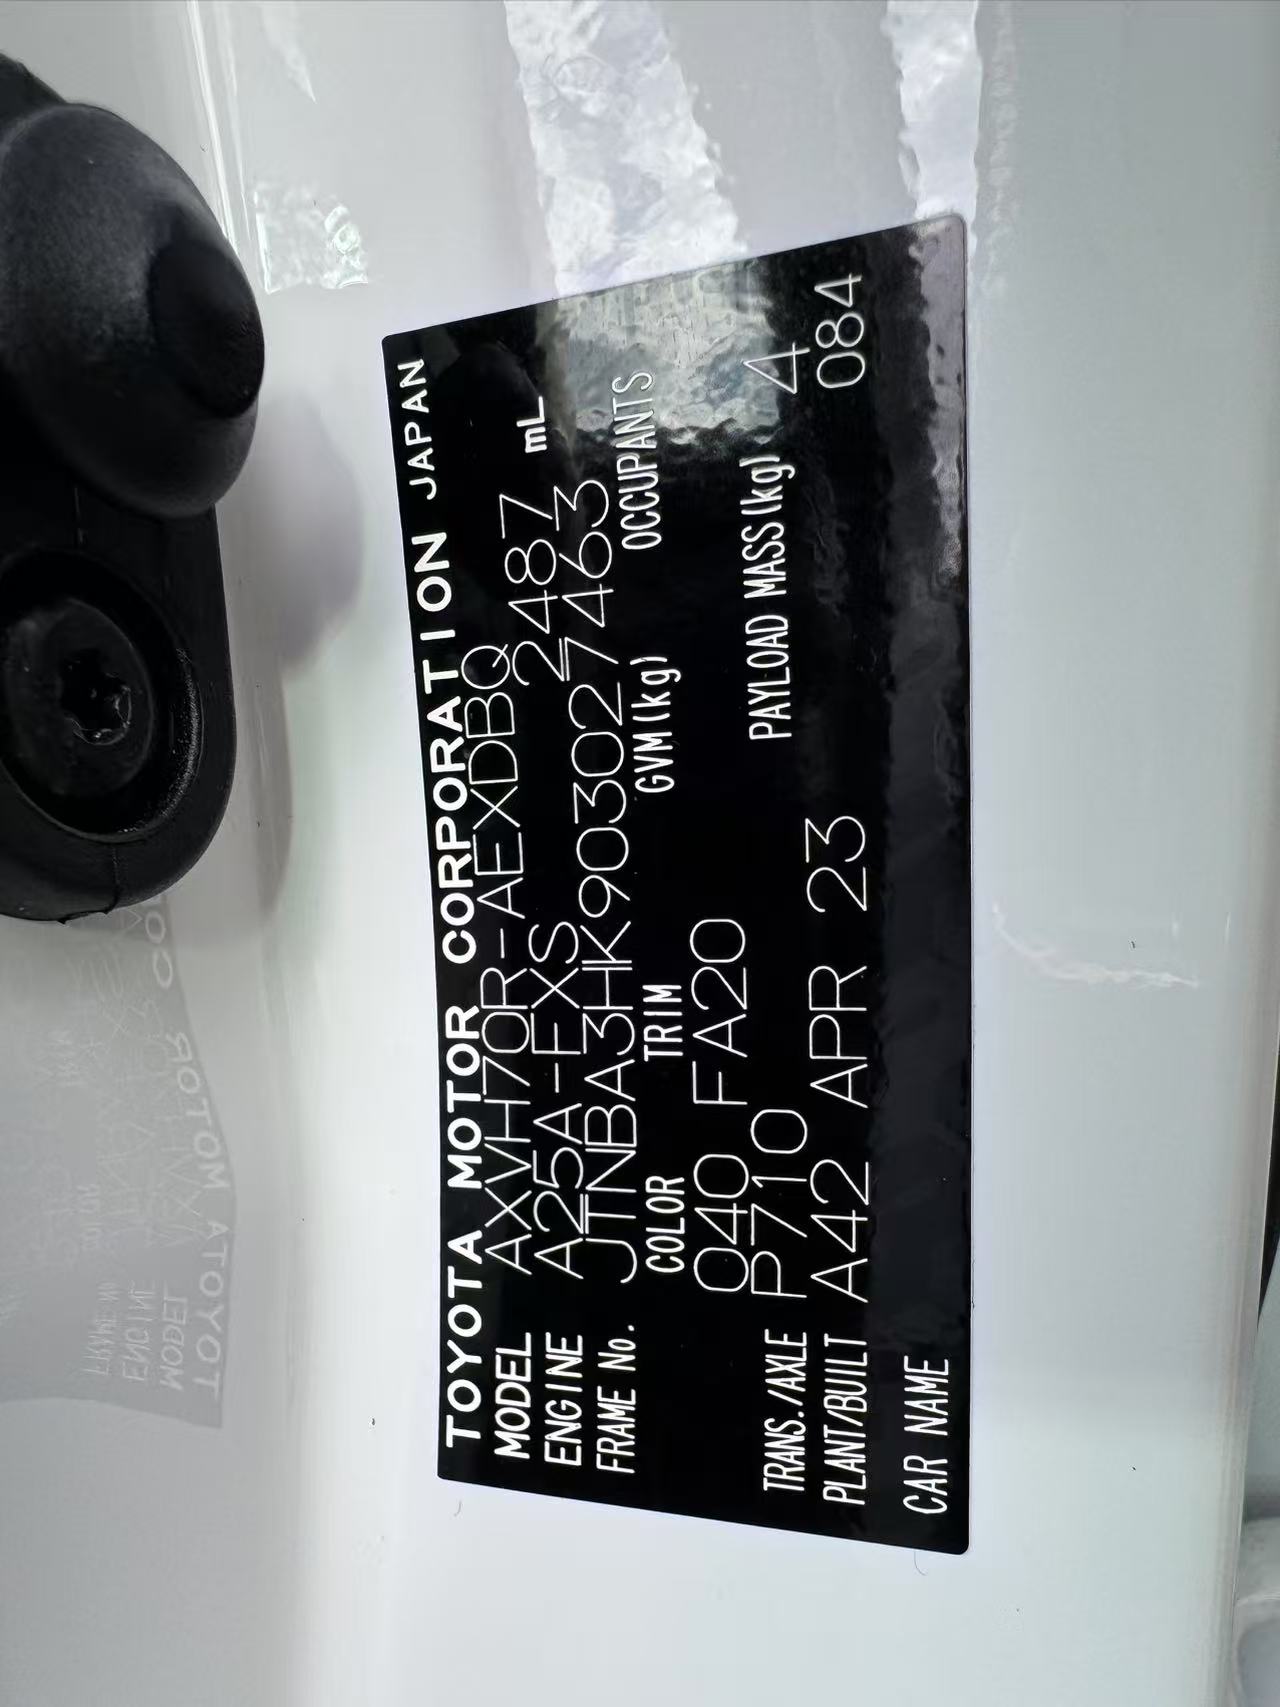 TOYOTA MOTOR CORPORATION JAPAN
MODEL AXVH70R-AEXDBQ
ENGINE A25A-FXS 2487 mL
FRAME No. JTNBA3HK903027463
COLOR TRIM GVM(kg) OCCUPANTS
040 FA20
TRANS./AXLE P710 PAYLOAD MASS(kg) 4
PLANT/BUILT A42 APR 23 084
CAR NAME